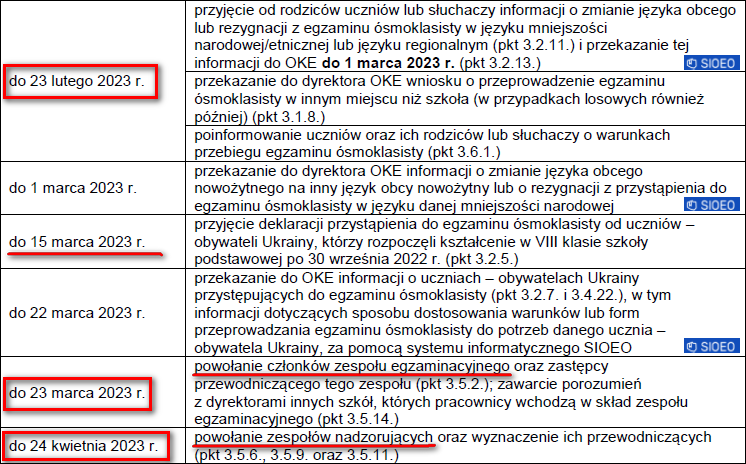 do 23 lutego 2023 r.
przyjęcie od rodziców uczniów lub słuchaczy informacji o zmianie języka obcego
lub rezygnacji z egzaminu ósmoklasisty w języku mniejszości
narodowej/etnicznej lub języku regionalnym (pkt 3.2.11.) i przekazanie tej
informacji do OKE do 1 marca 2023 r. (pkt 3.2.13.)
SIOEO
przekazanie do dyrektora OKE wniosku o przeprowadzenie egzaminu
ósmoklasisty w innym miejscu niż szkoła (w przypadkach losowych również
później) (pkt 3.1.8.)
poinformowanie uczniów oraz ich rodziców lub słuchaczy o warunkach
przebiegu egzaminu ósmoklasisty (pkt 3.6.1.)
do 1 marca 2023 r.
przekazanie do dyrektora OKE informacji o zmianie języka obcego
nowożytnego na inny język obcy nowożytny lub o rezygnacji z przystąpienia do
egzaminu ósmoklasisty w języku danej mniejszości narodowej
SIOEO
do 15 marca 2023 r.
przyjęcie deklaracji przystąpienia do egzaminu ósmoklasisty od uczniów –
obywateli Ukrainy, którzy rozpoczęli kształcenie w VIII klasie szkoły
podstawowej po 30 września 2022 r. (pkt 3.2.5.)
do 22 marca 2023 r.
przekazanie do OKE informacji o uczniach – obywatelach Ukrainy
przystępujących do egzaminu ósmoklasisty (pkt 3.2.7. i 3.4.22.), w tym
informacji dotyczących sposobu dostosowania warunków lub form
przeprowadzania egzaminu ósmoklasisty do potrzeb danego ucznia –
obywatela Ukrainy, za pomocą systemu informatycznego SIOEO
SIOEO
do 23 marca 2023 r.
powołanie członków zespołu egzaminacyjnego oraz zastępcy
przewodniczącego tego zespołu (pkt 3.5.2.); zawarcie porozumień
z dyrektorami innych szkół, których pracownicy wchodzą w skład zespołu
egzaminacyjnego (pkt 3.5.14.)
do 24 kwietnia 2023 r.
powołanie zespołów nadzorujących oraz wyznaczenie ich przewodniczących
(pkt 3.5.6., 3.5.9. oraz 3.5.11.)